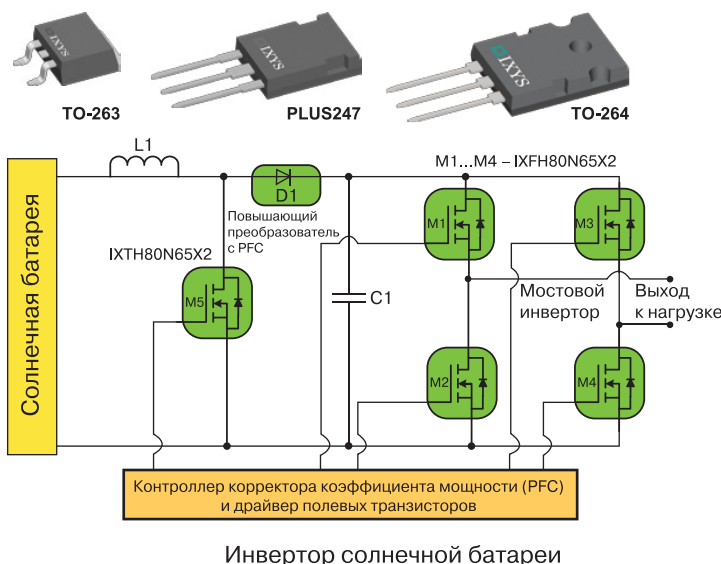 IXYS
IXYS
IXYS
TO-263
PLUS247
TO-264
L1
M1...M4 – IXFH80N65X2
D1
Повышающий
преобразователь
с PFC
M1
M3
IXTH80N65X2
Солнечная батарея
M5
C1
Мостовой
инвертор
Выход
к нагрузке
M2
M4
Контроллер корректора коэффициента мощности (PFC)
и драйвер полевых транзисторов
Инвертор солнечной батареи